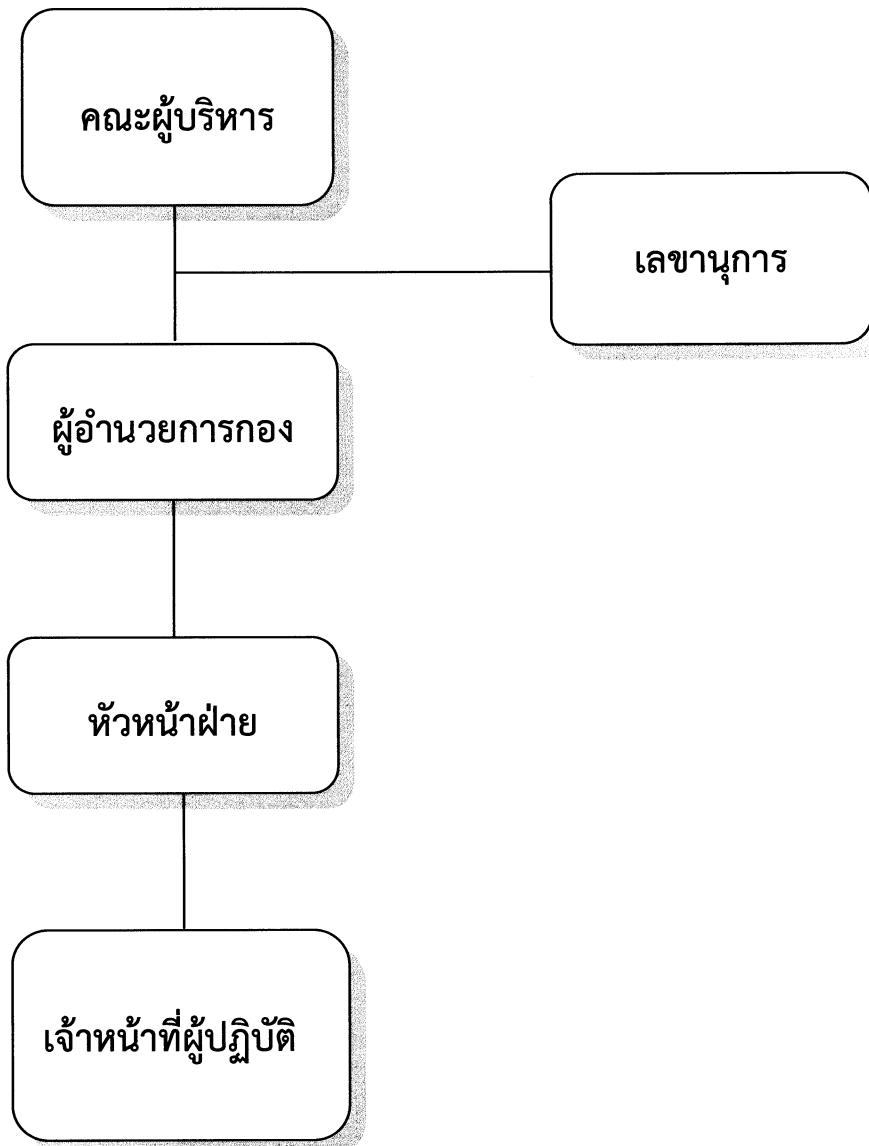 คณะผู้บริหาร
เลขานุการ
ผู้อำนวยการกอง
หัวหน้าฝ่าย
เจ้าหน้าที่ผู้ปฏิบัติ